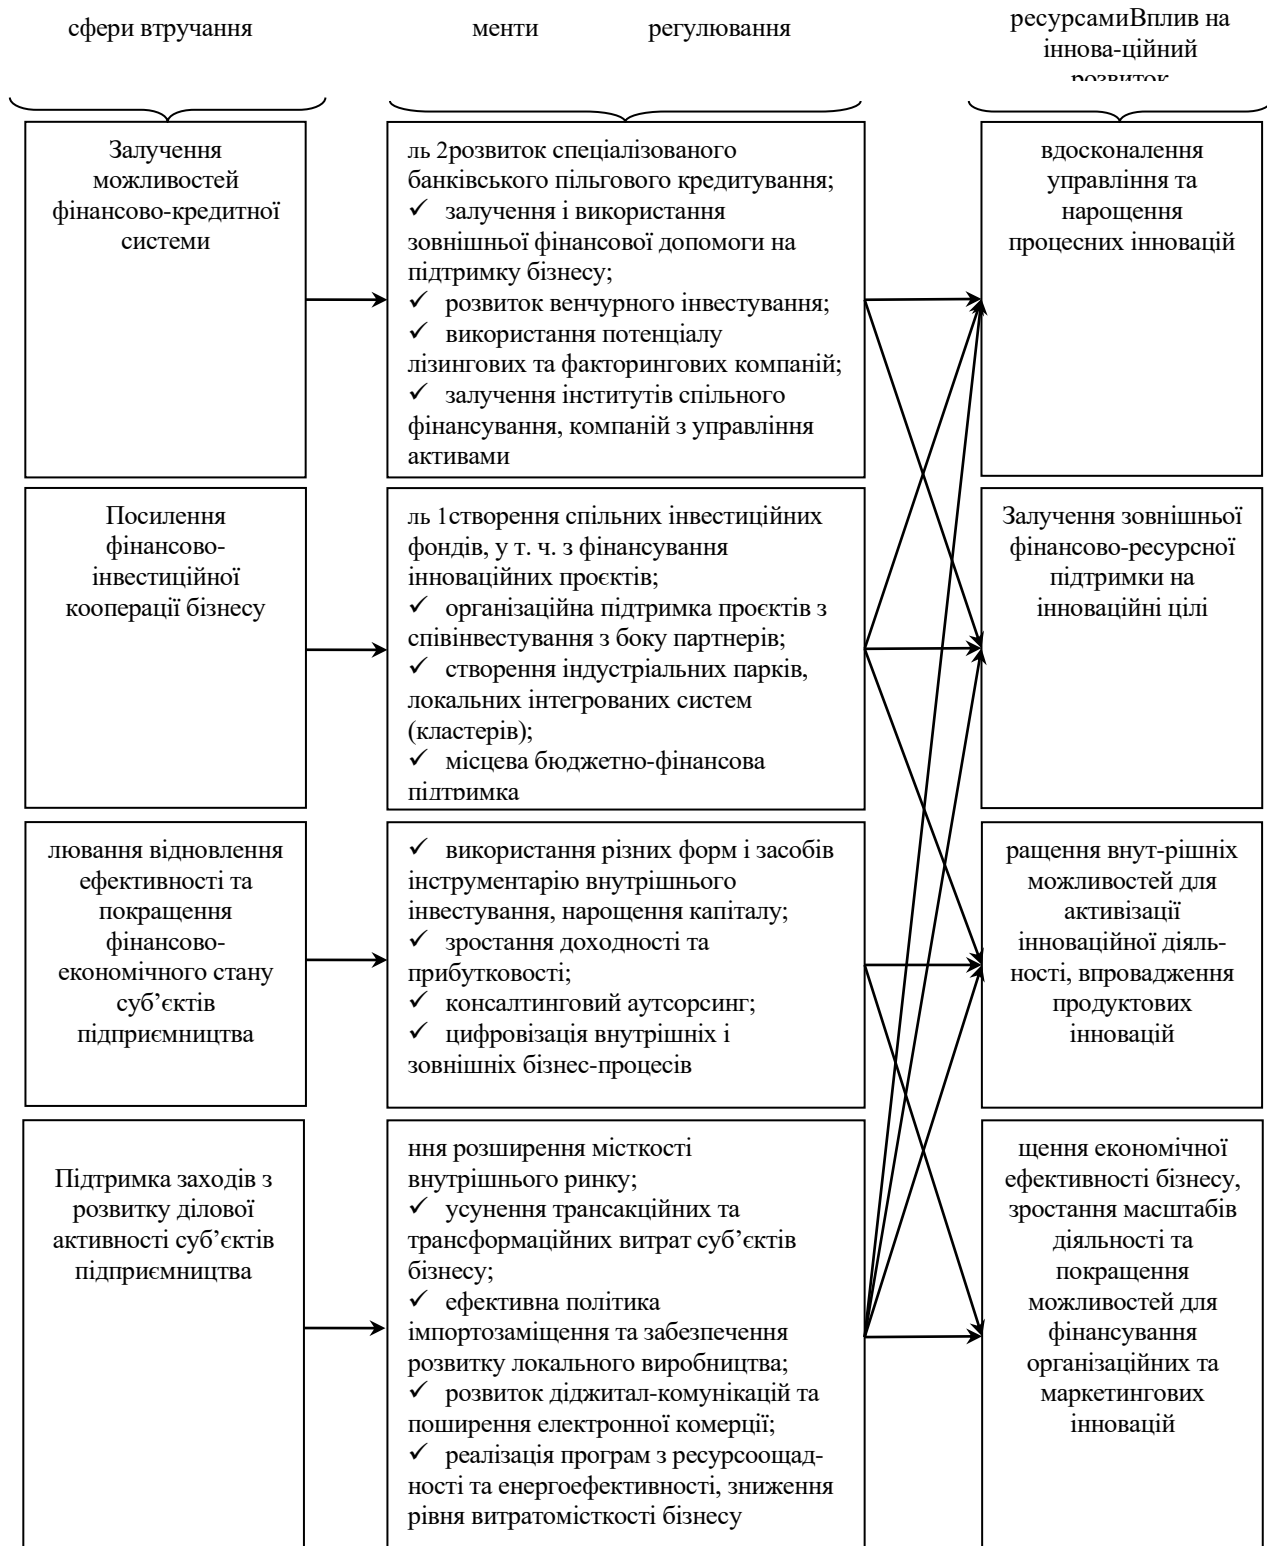 сфери втручання
менти регулювання
ресурсамиВплив на
іннова-ційний
розвиток
Залучення
можливостей
фінансово-кредитної
системи
ль 2розвиток спеціалізованого
банківського пільгового кредитування;
✓ залучення і використання
зовнішньої фінансової допомоги на
підтримку бізнесу;
✓ розвиток венчурного інвестування;
✓ використання потенціалу
лізингових та факторингових компаній;
✓ залучення інститутів спільного
фінансування, компаній з управління
активами
вдосконалення
управління та
нарощення
процесних інновацій
Посилення
фінансово-
інвестиційної
кооперації бізнесу
ль 1створення спільних інвестиційних
фондів, у т. ч. з фінансування
інноваційних проєктів;
✓ організаційна підтримка проєктів з
співінвестування з боку партнерів;
✓ створення індустріальних парків,
локальних інтегрованих систем
(кластерів);
✓ місцева бюджетно-фінансова
підтримка
Залучення зовнішньої
фінансово-ресурсної
підтримки на
інноваційні цілі
лювання відновлення
ефективності та
покращення
фінансово-
економічного стану
суб’єктів
підприємництва
✓ використання різних форм і засобів
інструментарію внутрішнього
інвестування, нарощення капіталу;
✓ зростання доходності та
прибутковості;
✓ консалтинговий аутсорсинг;
✓ цифровізація внутрішніх і
зовнішніх бізнес-процесів
ращення внут-рішніх
можливостей для
активізації
інноваційної діяль-
ності, впровадження
продуктових
інновацій
Підтримка заходів з
розвитку ділової
активності суб’єктів
підприємництва
ння розширення місткості
внутрішнього ринку;
✓ усунення трансакційних та
трансформаційних витрат суб’єктів
бізнесу;
✓ ефективна політика
імпортозаміщення та забезпечення
розвитку локального виробництва;
✓ розвиток діджитал-комунікацій та
поширення електронної комерції;
✓ реалізація програм з ресурсоощад-
ності та енергоефективності, зниження
рівня витратомісткості бізнесу
щення економічної
ефективності бізнесу,
зростання масштабів
діяльності та
покращення
можливостей для
фінансування
організаційних та
маркетингових
інновацій